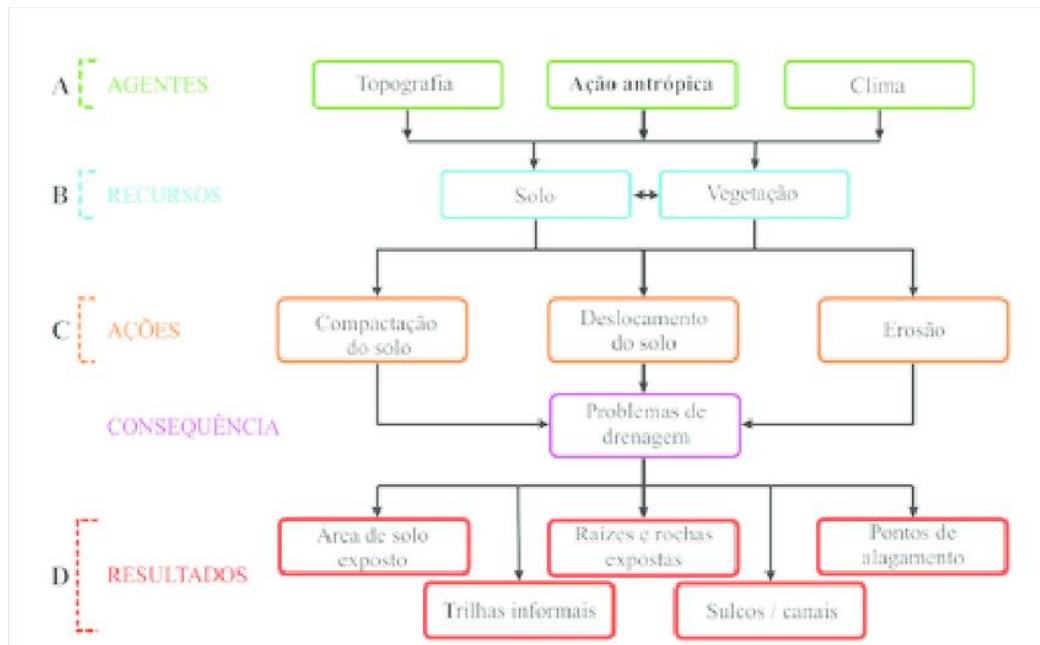 A AGENTES Topografia Ação antrópica Clima
B RECURSOS Solo Vegetação
C AÇÕES Compactação do solo Deslocamento do solo Erosão
CONSEQUÊNCIA Problemas de drenagem
D RESULTADOS
Área de solo exposto
Raízes e rochas expostas
Pontos de alagamento
Trilhas informais
Sulcos / canais